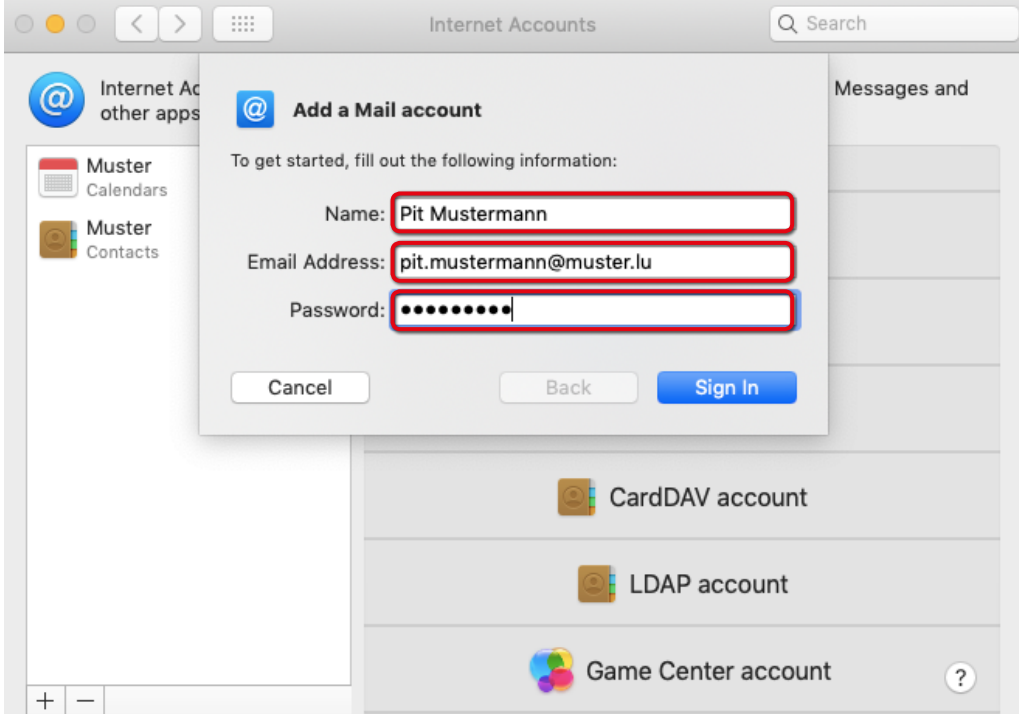 Internet Accounts
Search
Internet Ac
other apps
Messages and
Add a Mail account
To get started, fill out the following information:
Name: Pit Mustermann
Email Address: pit.mustermann@muster.lu
Password: •••••••••
Cancel
Back
Sign In
Muster
Calendars
Muster
Contacts
CardDAV account
LDAP account
Game Center account
?
+ −